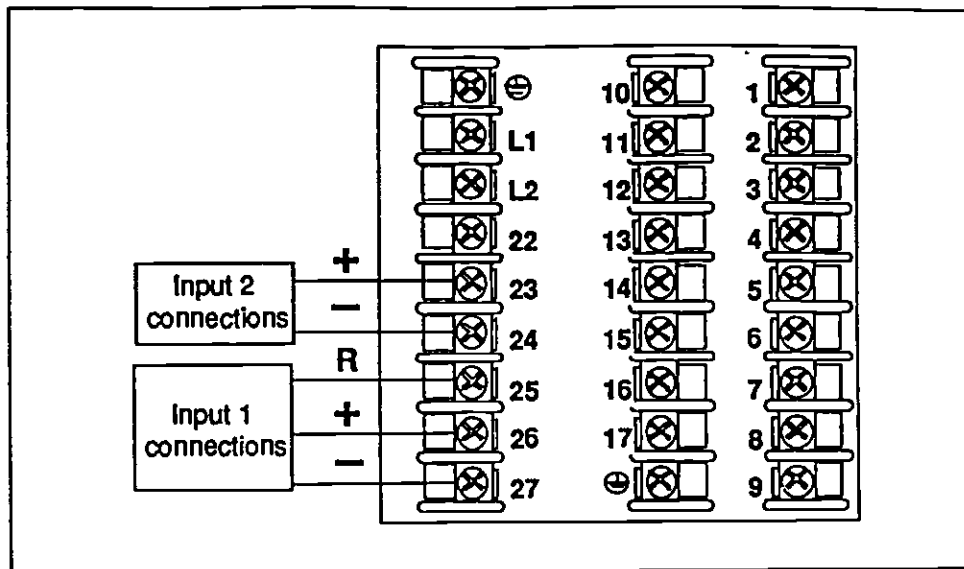 10 1
L1 11 2
L2 12 3
22 13 4
+
Input 2 23 14 5
connections −
24 15 6
R
25 16 7
Input 1 +
connections 26 17 8
−
27 9